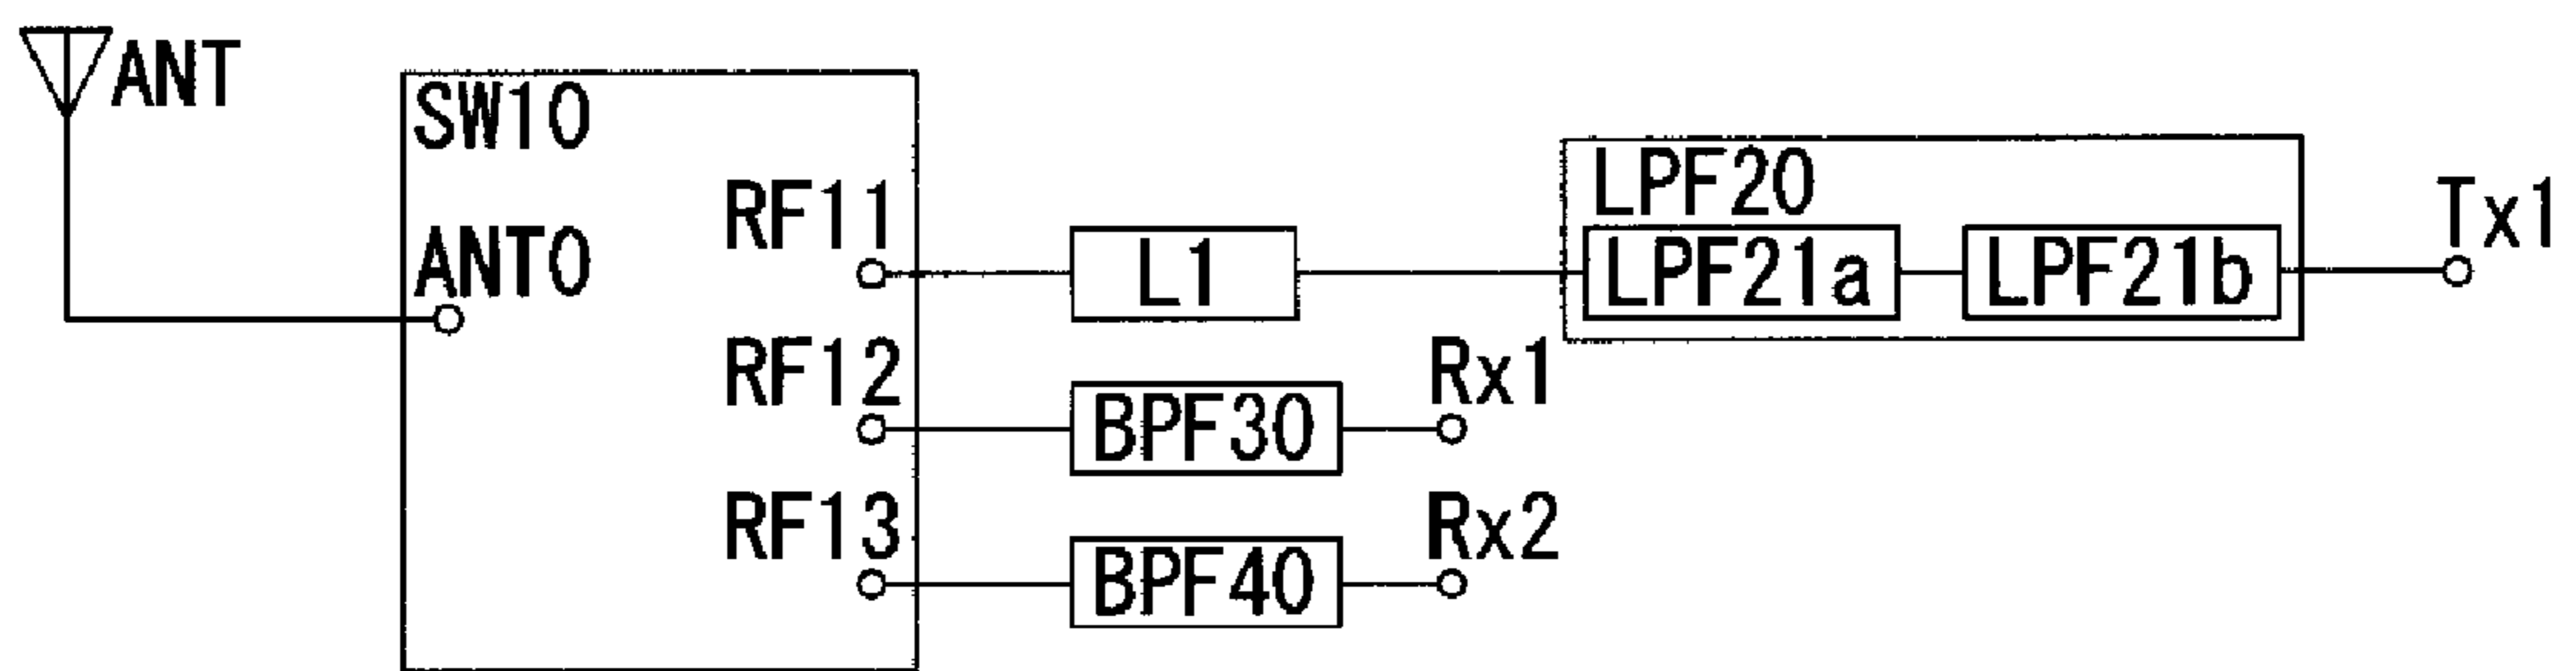 ANT
SW10
ANT0
RF11
L1
LPF20
LPF21a
LPF21b
Tx1
RF12
BPF30
Rx1
RF13
BPF40
Rx2